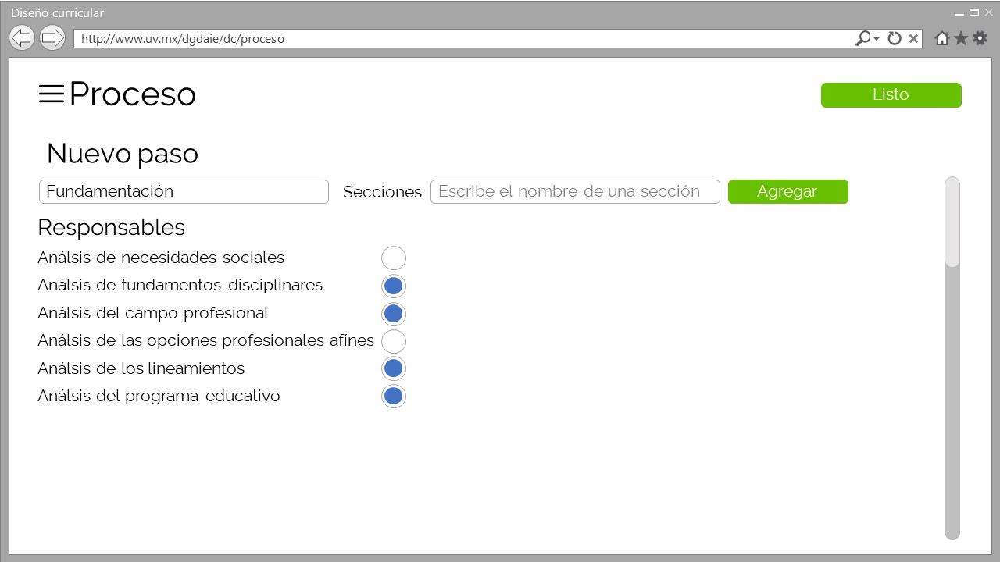 Diseño curricular
http://www.uv.mx/dgdaie/dc/proceso
Proceso
Listo
Nuevo paso
Fundamentación
Secciones
Escribe el nombre de una sección
Agregar
Responsables
Análsis de necesidades sociales
Análsis de fundamentos disciplinares
Análsis del campo profesional
Análsis de las opciones profesionales afínes
Análsis de los lineamientos
Análsis del programa educativo